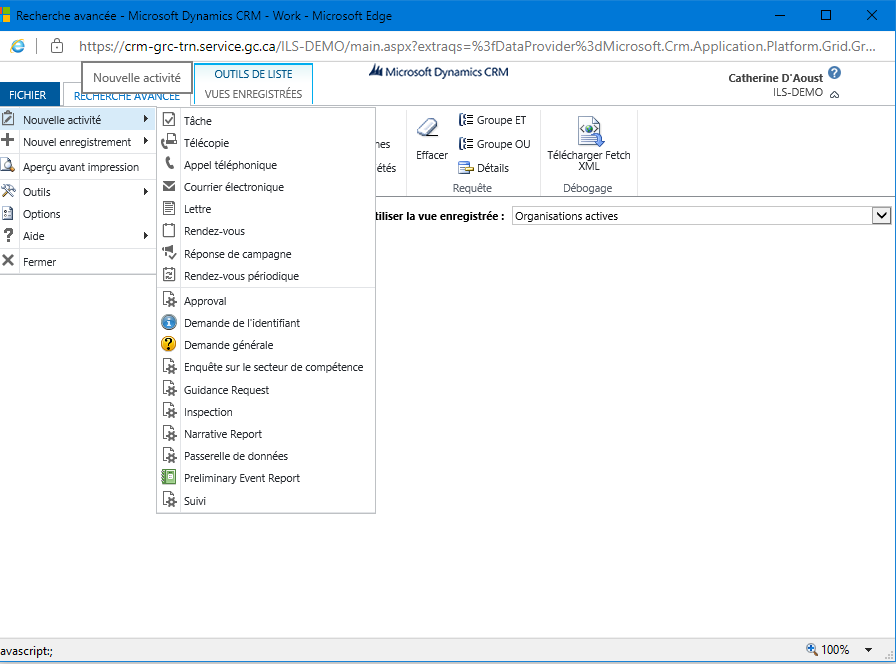 Recherche avancée - Microsoft Dynamics CRM - Work - Microsoft Edge
https://crm-grc-trn.service.gc.ca/ILS-DEMO/main.aspx?extraqs=%3fDataProvider%3dMicrosoft.Crm.Application.Platform.Grid.Gr...
Nouvelle activité
OUTILS DE LISTE
Microsoft Dynamics CRM
Catherine D'Aoust
ILS-DEMO
FICHIER
RECHERCHE AVANCÉE
VUES ENREGISTRÉES
Nouvelle activité
Nouvel enregistrement
Aperçu avant impression
Outils
Options
Aide
Fermer
Tâche
Télécopie
Appel téléphonique
Courrier électronique
Lettre
Rendez-vous
Réponse de campagne
Rendez-vous périodique
Approval
Demande de l'identifiant
Demande générale
Enquête sur le secteur de compétence
Guidance Request
Inspection
Narrative Report
Passerelle de données
Preliminary Event Report
Suivi
nes
étés
Effacer
Groupe ET
Groupe OU
Détails
Requête
Télécharger Fetch
XML
Débogage
tiliser la vue enregistrée :
Organisations actives
avascript:;
100%